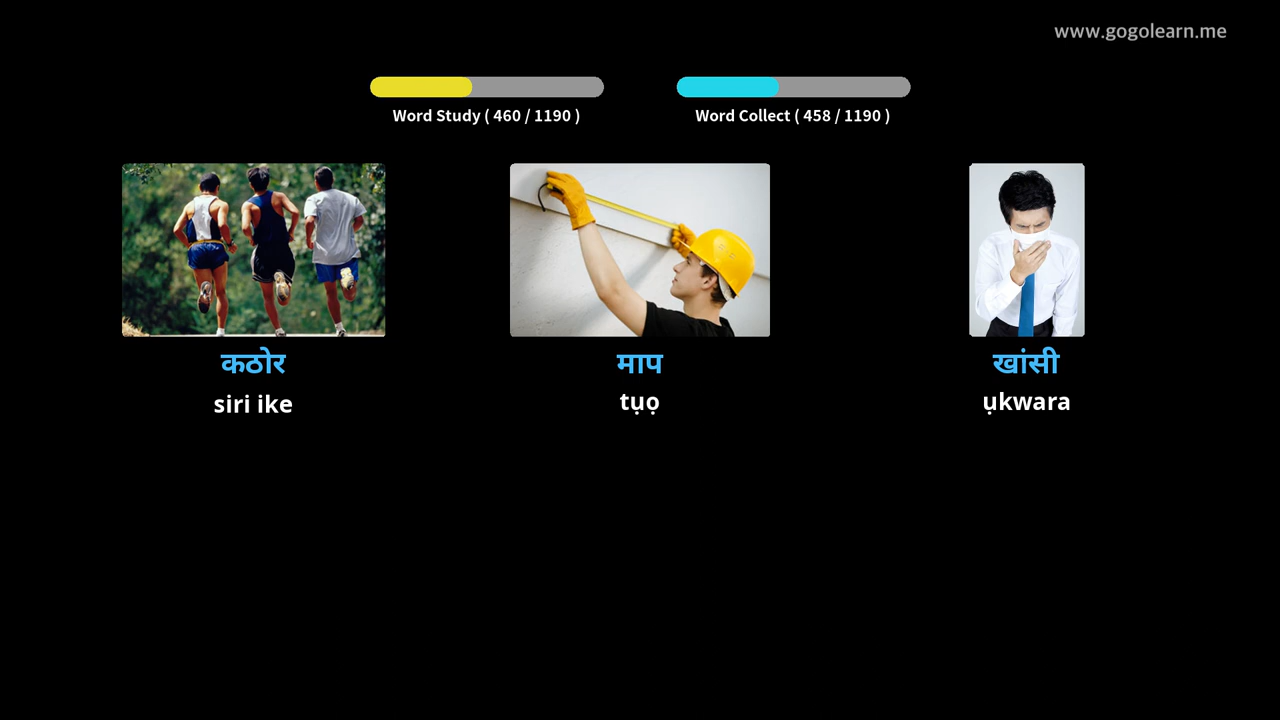 www.gogolearn.me
Word Study ( 460 / 1190 )
Word Collect ( 458 / 1190 )
कठोर
माप
खांसी
siri ike
tụọ
ụkwara